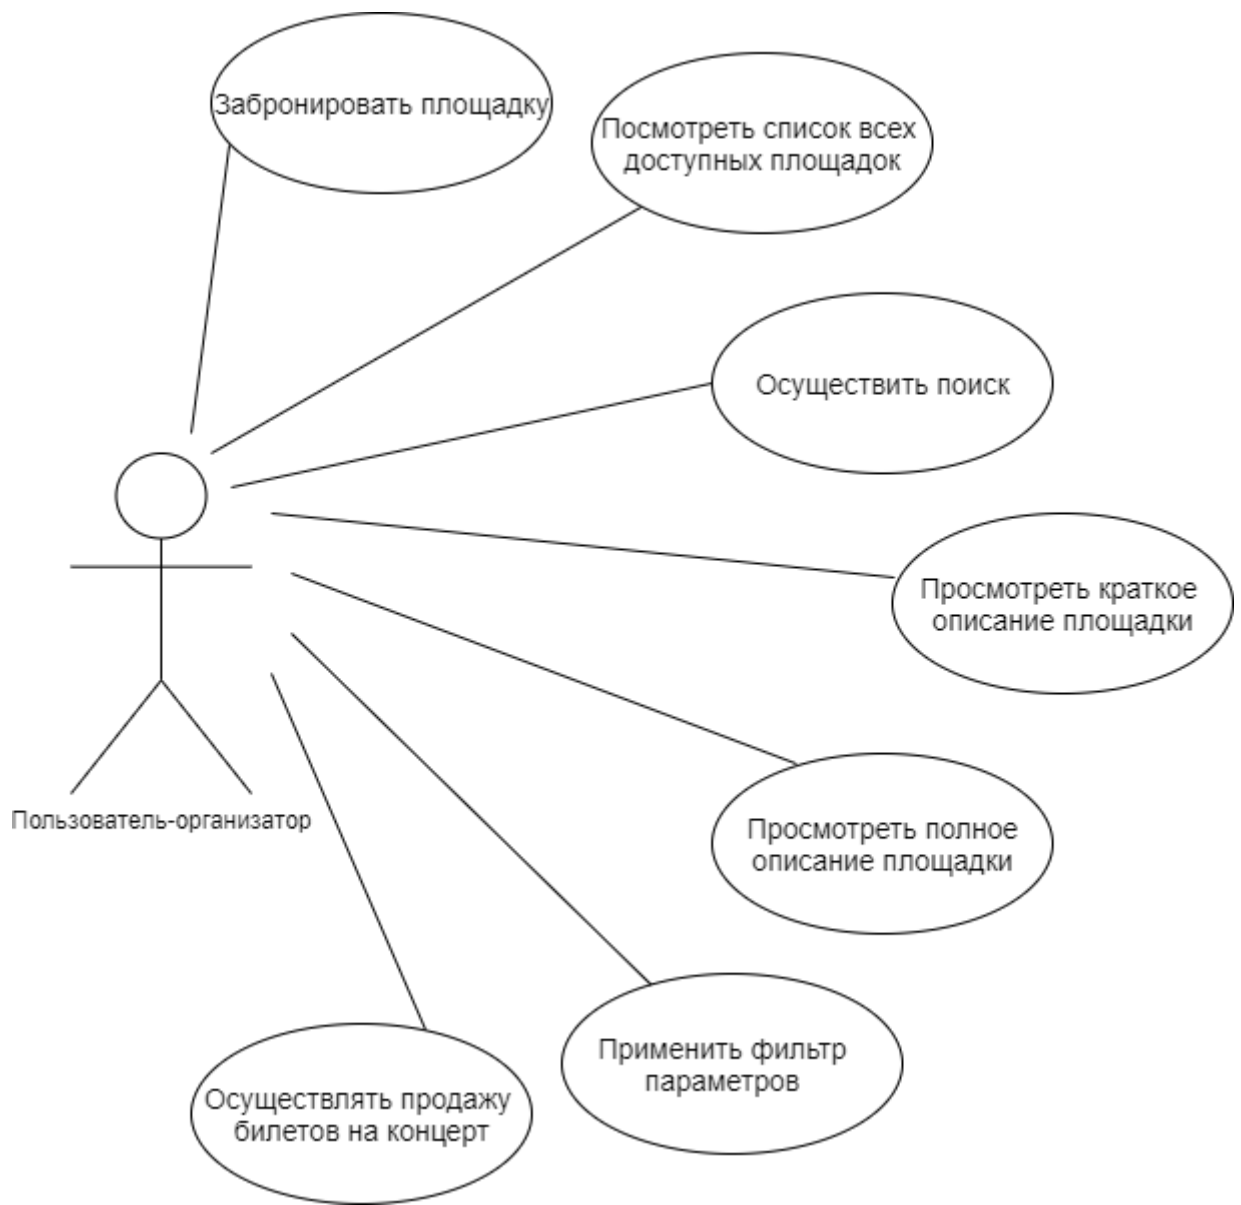 Забронировать площадку
Посмотреть список всех
доступных площадок
Осуществить поиск
Просмотреть краткое
описание площадки
Просмотреть полное
описание площадки
Применить фильтр
параметров
Осуществлять продажу
билетов на концерт
Пользователь-организатор